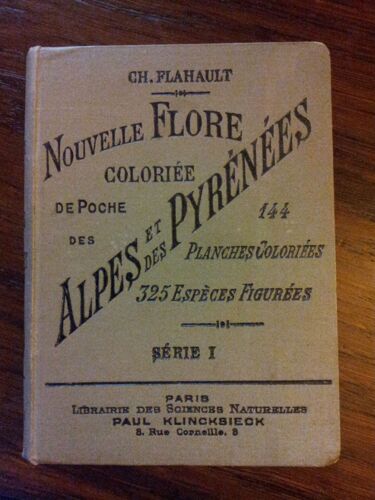 CH. FLAHAULT
NOUVELLE FLORE
COLORIÉE
DE POCHE
DES
ALPES ET DES PYRÉNÉES
144
PLANCHES COLORIÉES
325 ESPÈCES FIGURÉES
SÉRIE I
PARIS
LIBRAIRIE DES SCIENCES NATURELLES
PAUL KLINCKSIECK
3, Rue Corneille, 3